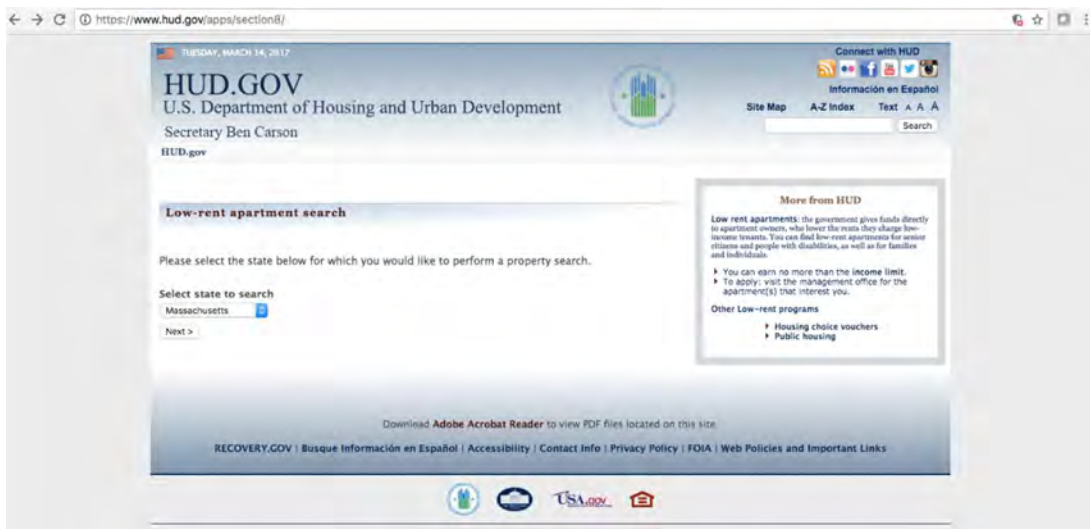 https://www.hud.gov/apps/section8/
TUESDAY, MARCH 14, 2017
HUD.GOV
U.S. Department of Housing and Urban Development
Secretary Ben Carson
HUD.gov
Connect with HUD
Información en Español
Site Map A-Z Index Text A A A
Search
Low-rent apartment search
Please select the state below for which you would like to perform a property search.
Select state to search
Massachusetts
Next >
More from HUD
Low rent apartments: the government gives funds directly
to apartment owners, who lower the rents they charge low-
income tenants. You can find low-rent apartments for senior
citizens and people with disabilities, as well as for families
and individuals.
You can earn no more than the income limit.
To apply: visit the management office for the
apartment(s) that interest you.
Other Low-rent programs
Housing choice vouchers
Public housing
Download Adobe Acrobat Reader to view PDF files located on this site.
RECOVERY.GOV | Busque Información en Español | Accessibility | Contact Info | Privacy Policy | FOIA | Web Policies and Important Links
USA.gov